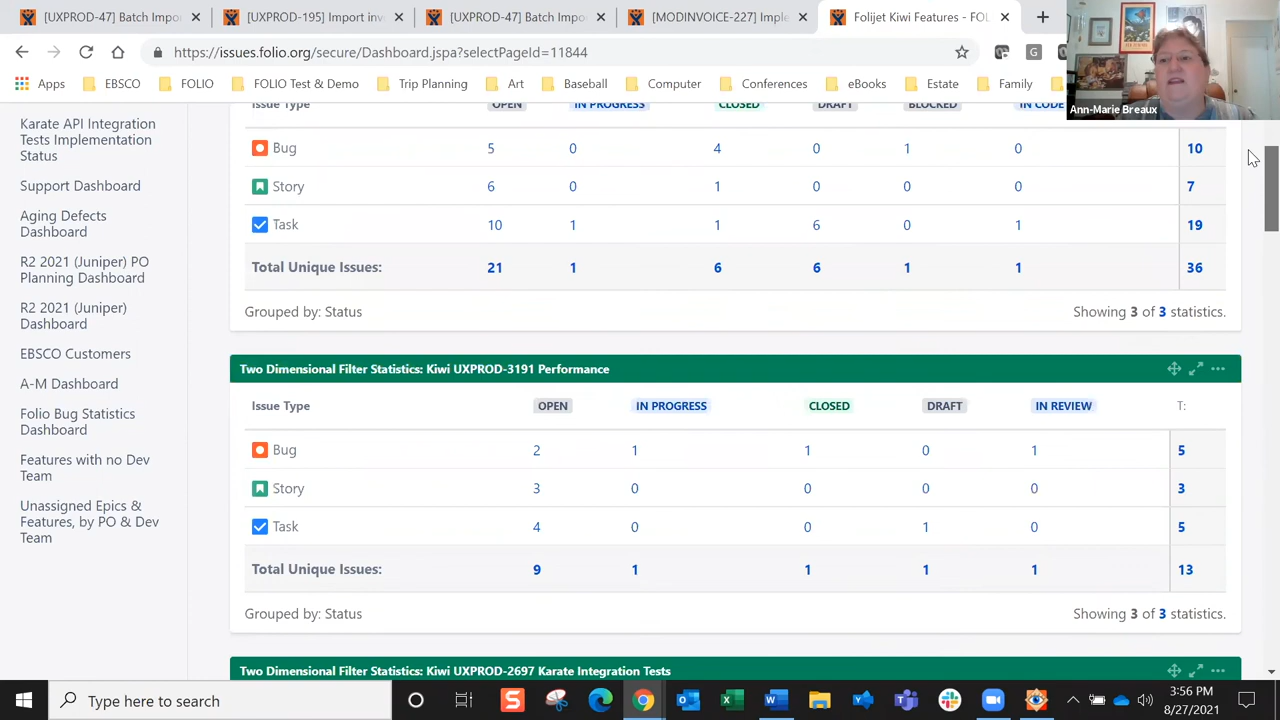 [UXPROD-47] Batch Impor
[UXPROD-195] Import inv
[UXPROD-47] Batch Impo
[MODINVOICE-227] Imple
Folijet Kiwi Features - FOL
https://issues.folio.org/secure/Dashboard.jspa?selectPageId=11844
Apps EBSCO FOLIO FOLIO Test & Demo Trip Planning Art Baseball Computer Conferences eBooks Estate Family
Ann-Marie Breaux
Karate API Integration
Tests Implementation
Status
Support Dashboard
Aging Defects
Dashboard
R2 2021 (Juniper) PO
Planning Dashboard
R2 2021 (Juniper)
Dashboard
EBSCO Customers
A-M Dashboard
Folio Bug Statistics
Dashboard
Features with no Dev
Team
Unassigned Epics &
Features, by PO & Dev
Team
Issue Type OPEN IN PROGRESS CLOSED DRAFT BLOCKED IN CODE
Bug 5 0 4 0 1 0 10
Story 6 0 1 0 0 0 7
Task 10 1 1 6 0 1 19
Total Unique Issues: 21 1 6 6 1 1 36
Grouped by: Status Showing 3 of 3 statistics.
Two Dimensional Filter Statistics: Kiwi UXPROD-3191 Performance
Issue Type OPEN IN PROGRESS CLOSED DRAFT IN REVIEW T:
Bug 2 1 1 0 1 5
Story 3 0 0 0 0 3
Task 4 0 0 1 0 5
Total Unique Issues: 9 1 1 1 1 13
Grouped by: Status Showing 3 of 3 statistics.
Two Dimensional Filter Statistics: Kiwi UXPROD-2697 Karate Integration Tests
Type here to search
3:56 PM
8/27/2021